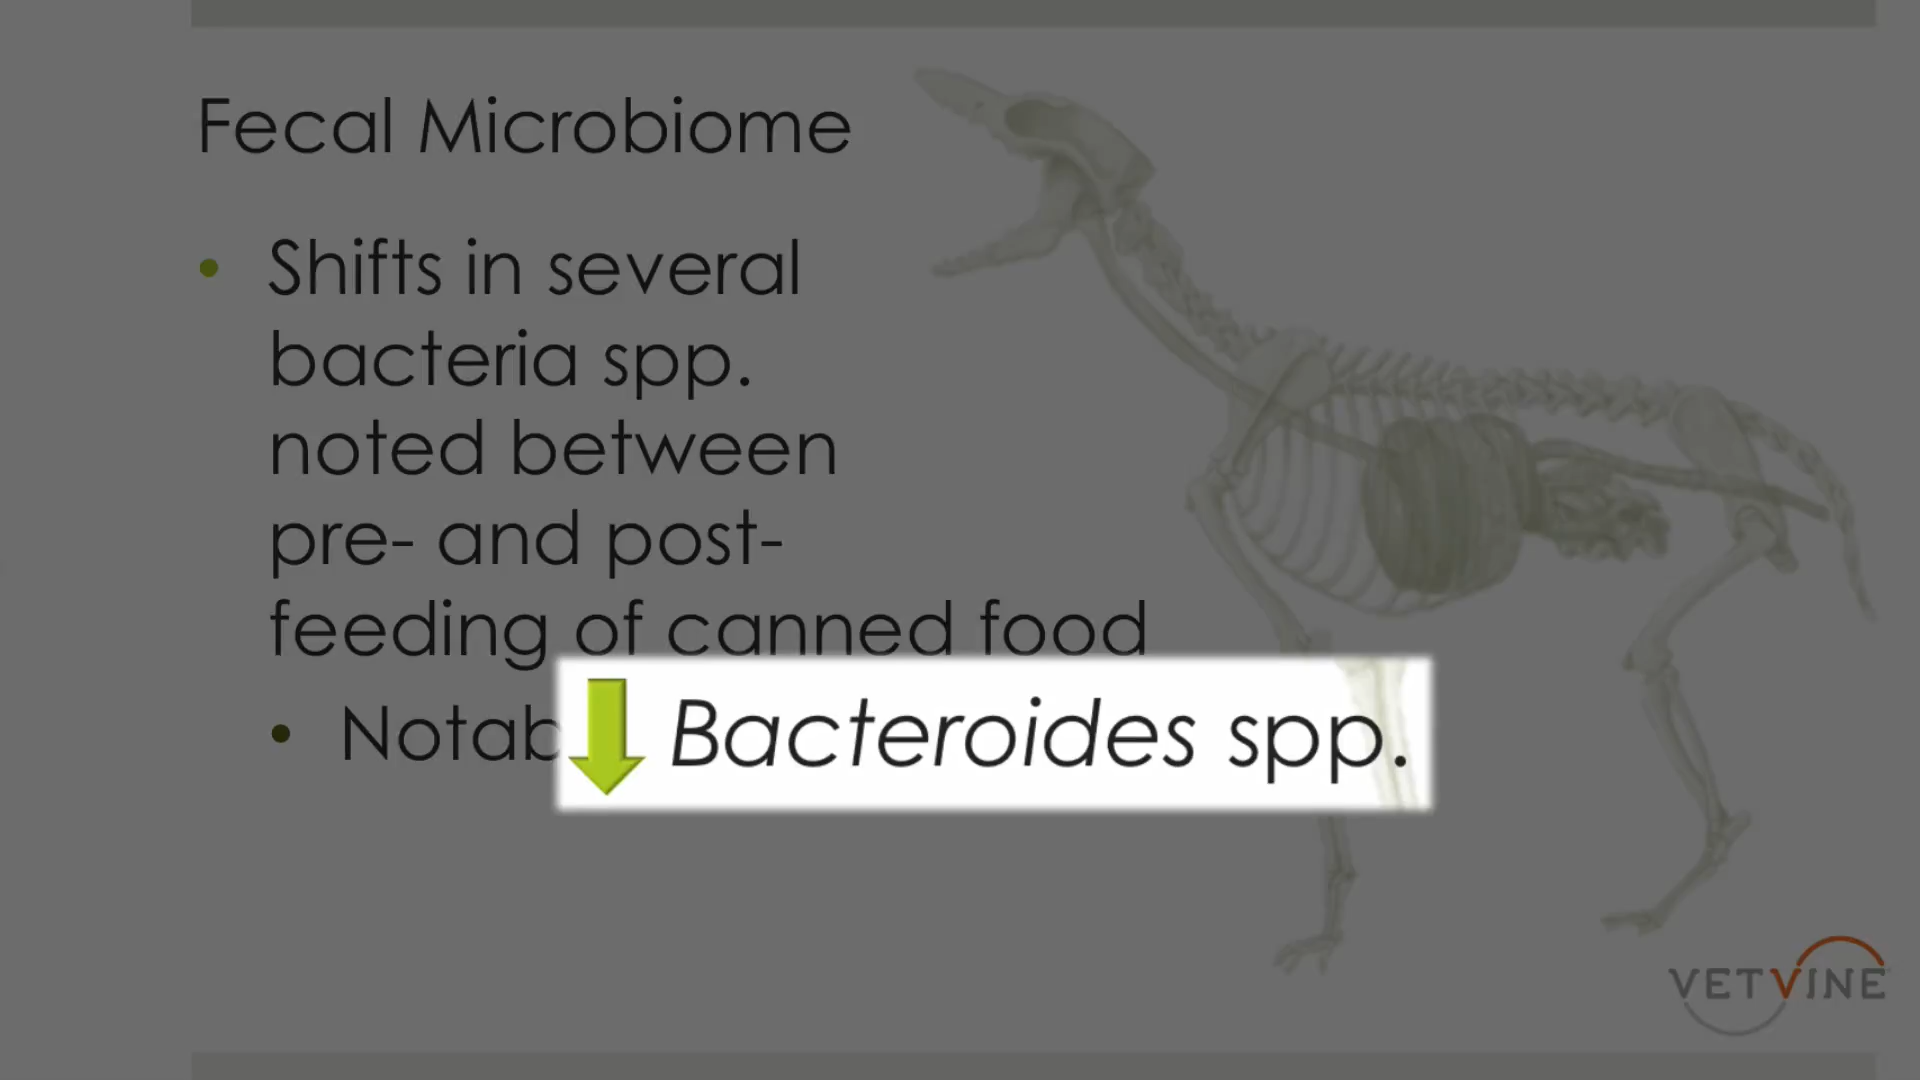 Fecal Microbiome
• Shifts in several
bacteria spp.
noted between
pre- and post-
feeding of canned food
• Notab
Bacteroides spp.
VETVINE